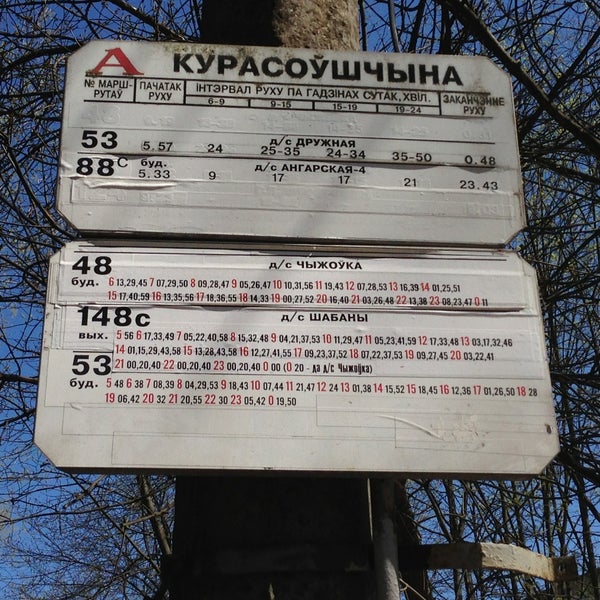 А КУРАСОЎШЧЫНА
№ МАРШ-РУТАЎ ПАЧАТАК РУХУ ІНТЭРВАЛ РУХУ ПА ГАДЗІНАХ СУТАК, ХВІЛ. ЗАКАНЧЭННЕ РУХУ
6-9 9-15 15-19 19-24
д/с ДРУЖНАЯ
53 5.57 24 25-35 24-34 35-50 0.48
88С буд. д/с АНГАРСКАЯ-4
5.33 9 17 17 21 23.43
48 д/с ЧЫЖОЎКА
буд. 6 13,29,45 7 07,29,50 8 09,28,47 9 05,26,47 10 10,31,56 11 19,43 12 07,28,53 13 16,39 14 01,25,51
15 17,40,59 16 13,35,56 17 18,36,55 18 14,33 19 00,27,52 20 16,40 21 03,26,48 22 13,38 23 08,23,47 0 11
148с д/с ШАБАНЫ
вых. 5 56 6 17,33,49 7 05,22,40,58 8 15,32,48 9 04,21,37,53 10 11,29,47 11 05,23,41,59 12 17,33,48 13 03,17,32,46
14 01,15,29,43,58 15 13,28,43,58 16 12,27,41,55 17 09,23,37,52 18 07,22,37,53 19 09,27,45 20 03,22,41
21 00,20,40 22 00,20,40 23 00,20,40 0 00 (0 20 - да д/с Чыжоўка)
53
буд. 5 48 6 38 7 08,39 8 04,29,53 9 18,43 10 07,44 11 21,47 12 24 13 01,38 14 15,52 15 18,45 16 12,36 17 01,26,50 18 28
19 06,42 20 32 21 20,55 22 30 23 05,42 0 19,50